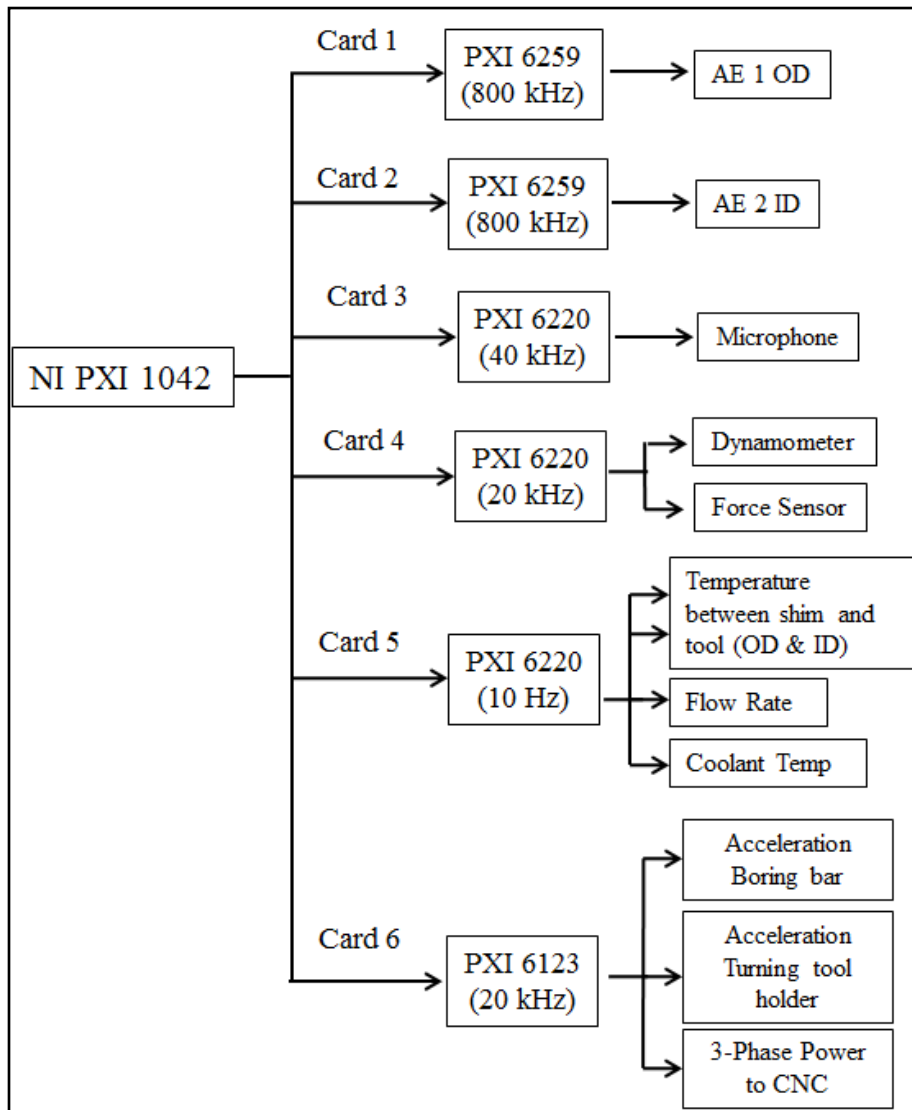 NI PXI 1042
Card 1
PXI 6259
(800 kHz)
AE 1 OD
Card 2
PXI 6259
(800 kHz)
AE 2 ID
Card 3
PXI 6220
(40 kHz)
Microphone
Card 4
PXI 6220
(20 kHz)
Dynamometer
Force Sensor
Card 5
PXI 6220
(10 Hz)
Temperature
between shim and
tool (OD & ID)
Flow Rate
Coolant Temp
Card 6
PXI 6123
(20 kHz)
Acceleration
Boring bar
Acceleration
Turning tool
holder
3-Phase Power
to CNC